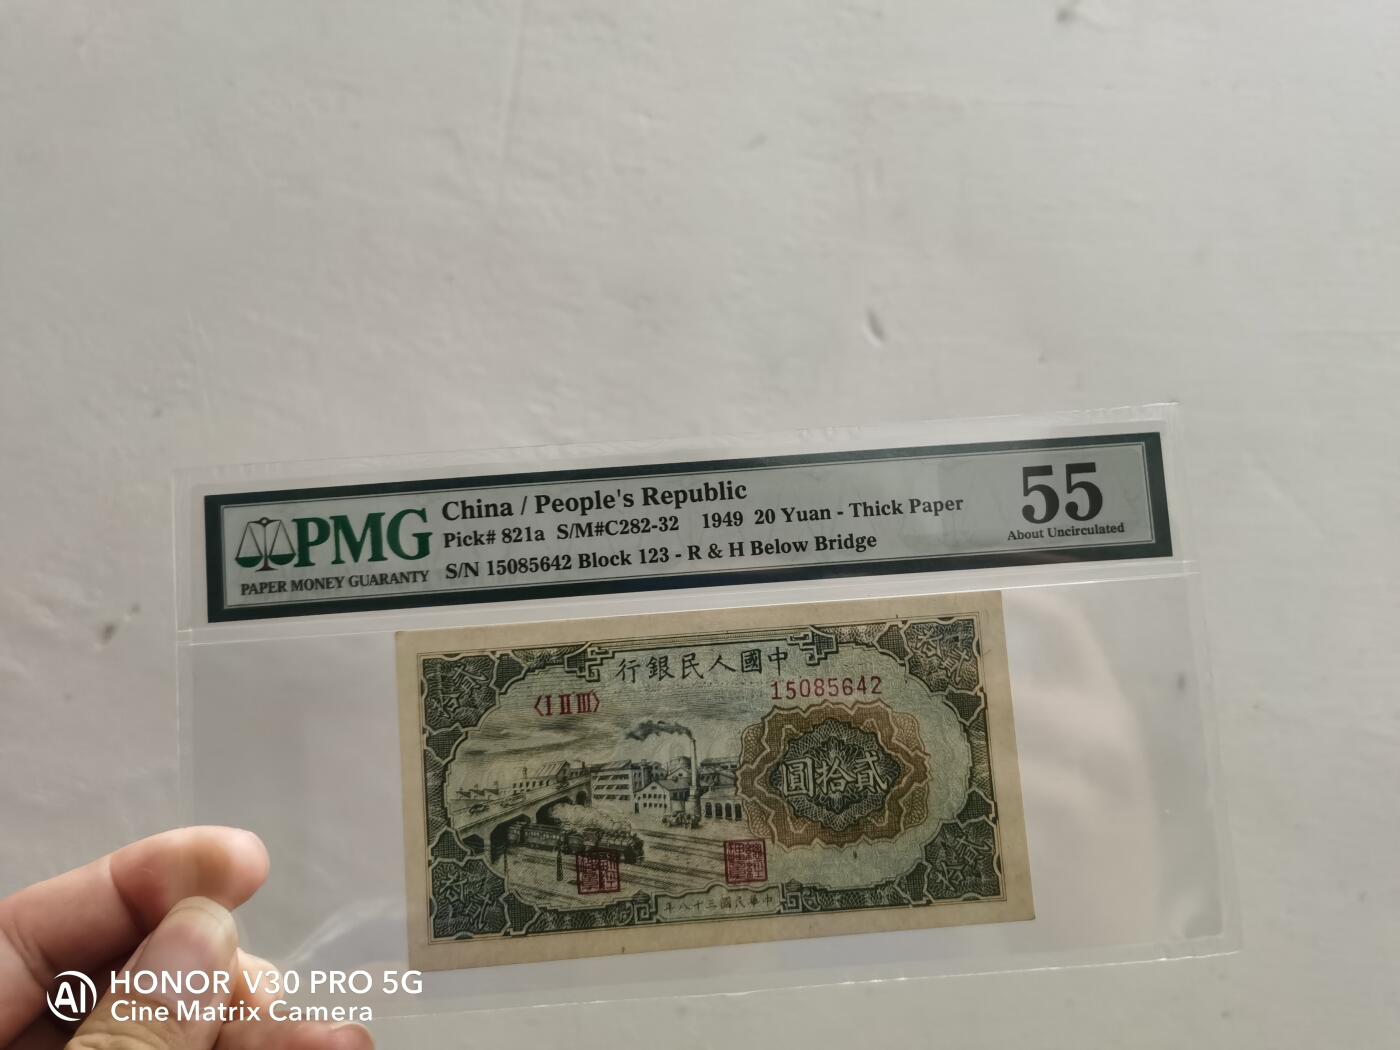 China / People's Republic
PMG
PAPER MONEY GUARANTY
Pick# 821a S/M#C282-32 1949 20 Yuan - Thick Paper
S/N 15085642 Block 123 - R & H Below Bridge
55
About Uncirculated
行銀民人國中
〈I II III〉
15085642
圓拾貳
年八十三國民華中
AI
HONOR V30 PRO 5G
Cine Matrix Camera